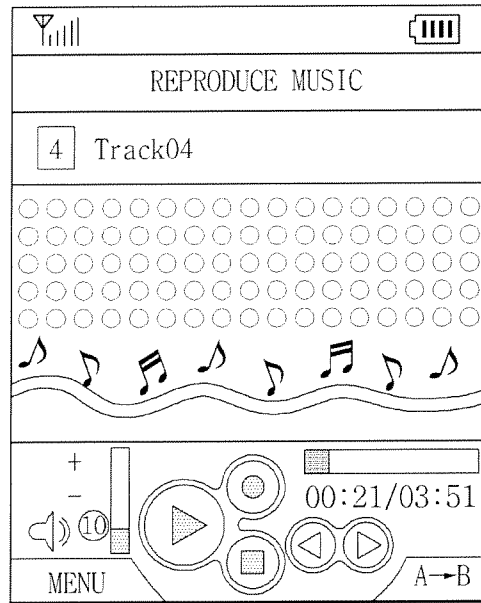 REPRODUCE MUSIC
4 Track04
+
-
10
00:21/03:51
MENU
A→B